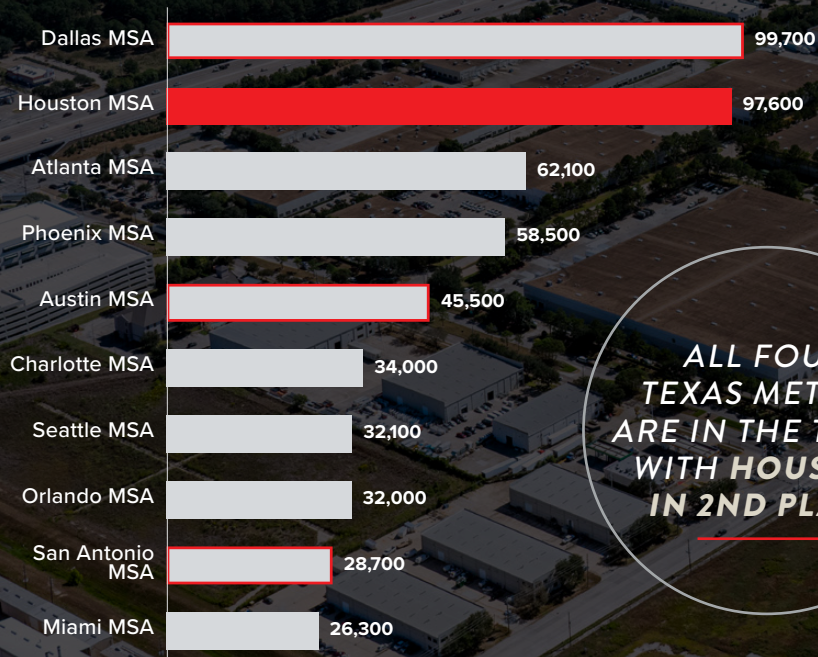 Dallas MSA 99,700
Houston MSA 97,600
Atlanta MSA 62,100
Phoenix MSA 58,500
Austin MSA 45,500
Charlotte MSA 34,000
Seattle MSA 32,100
Orlando MSA 32,000
San Antonio
MSA 28,700
Miami MSA 26,300
ALL FOU
TEXAS MET
ARE IN THE
WITH HOUS
IN 2ND PL